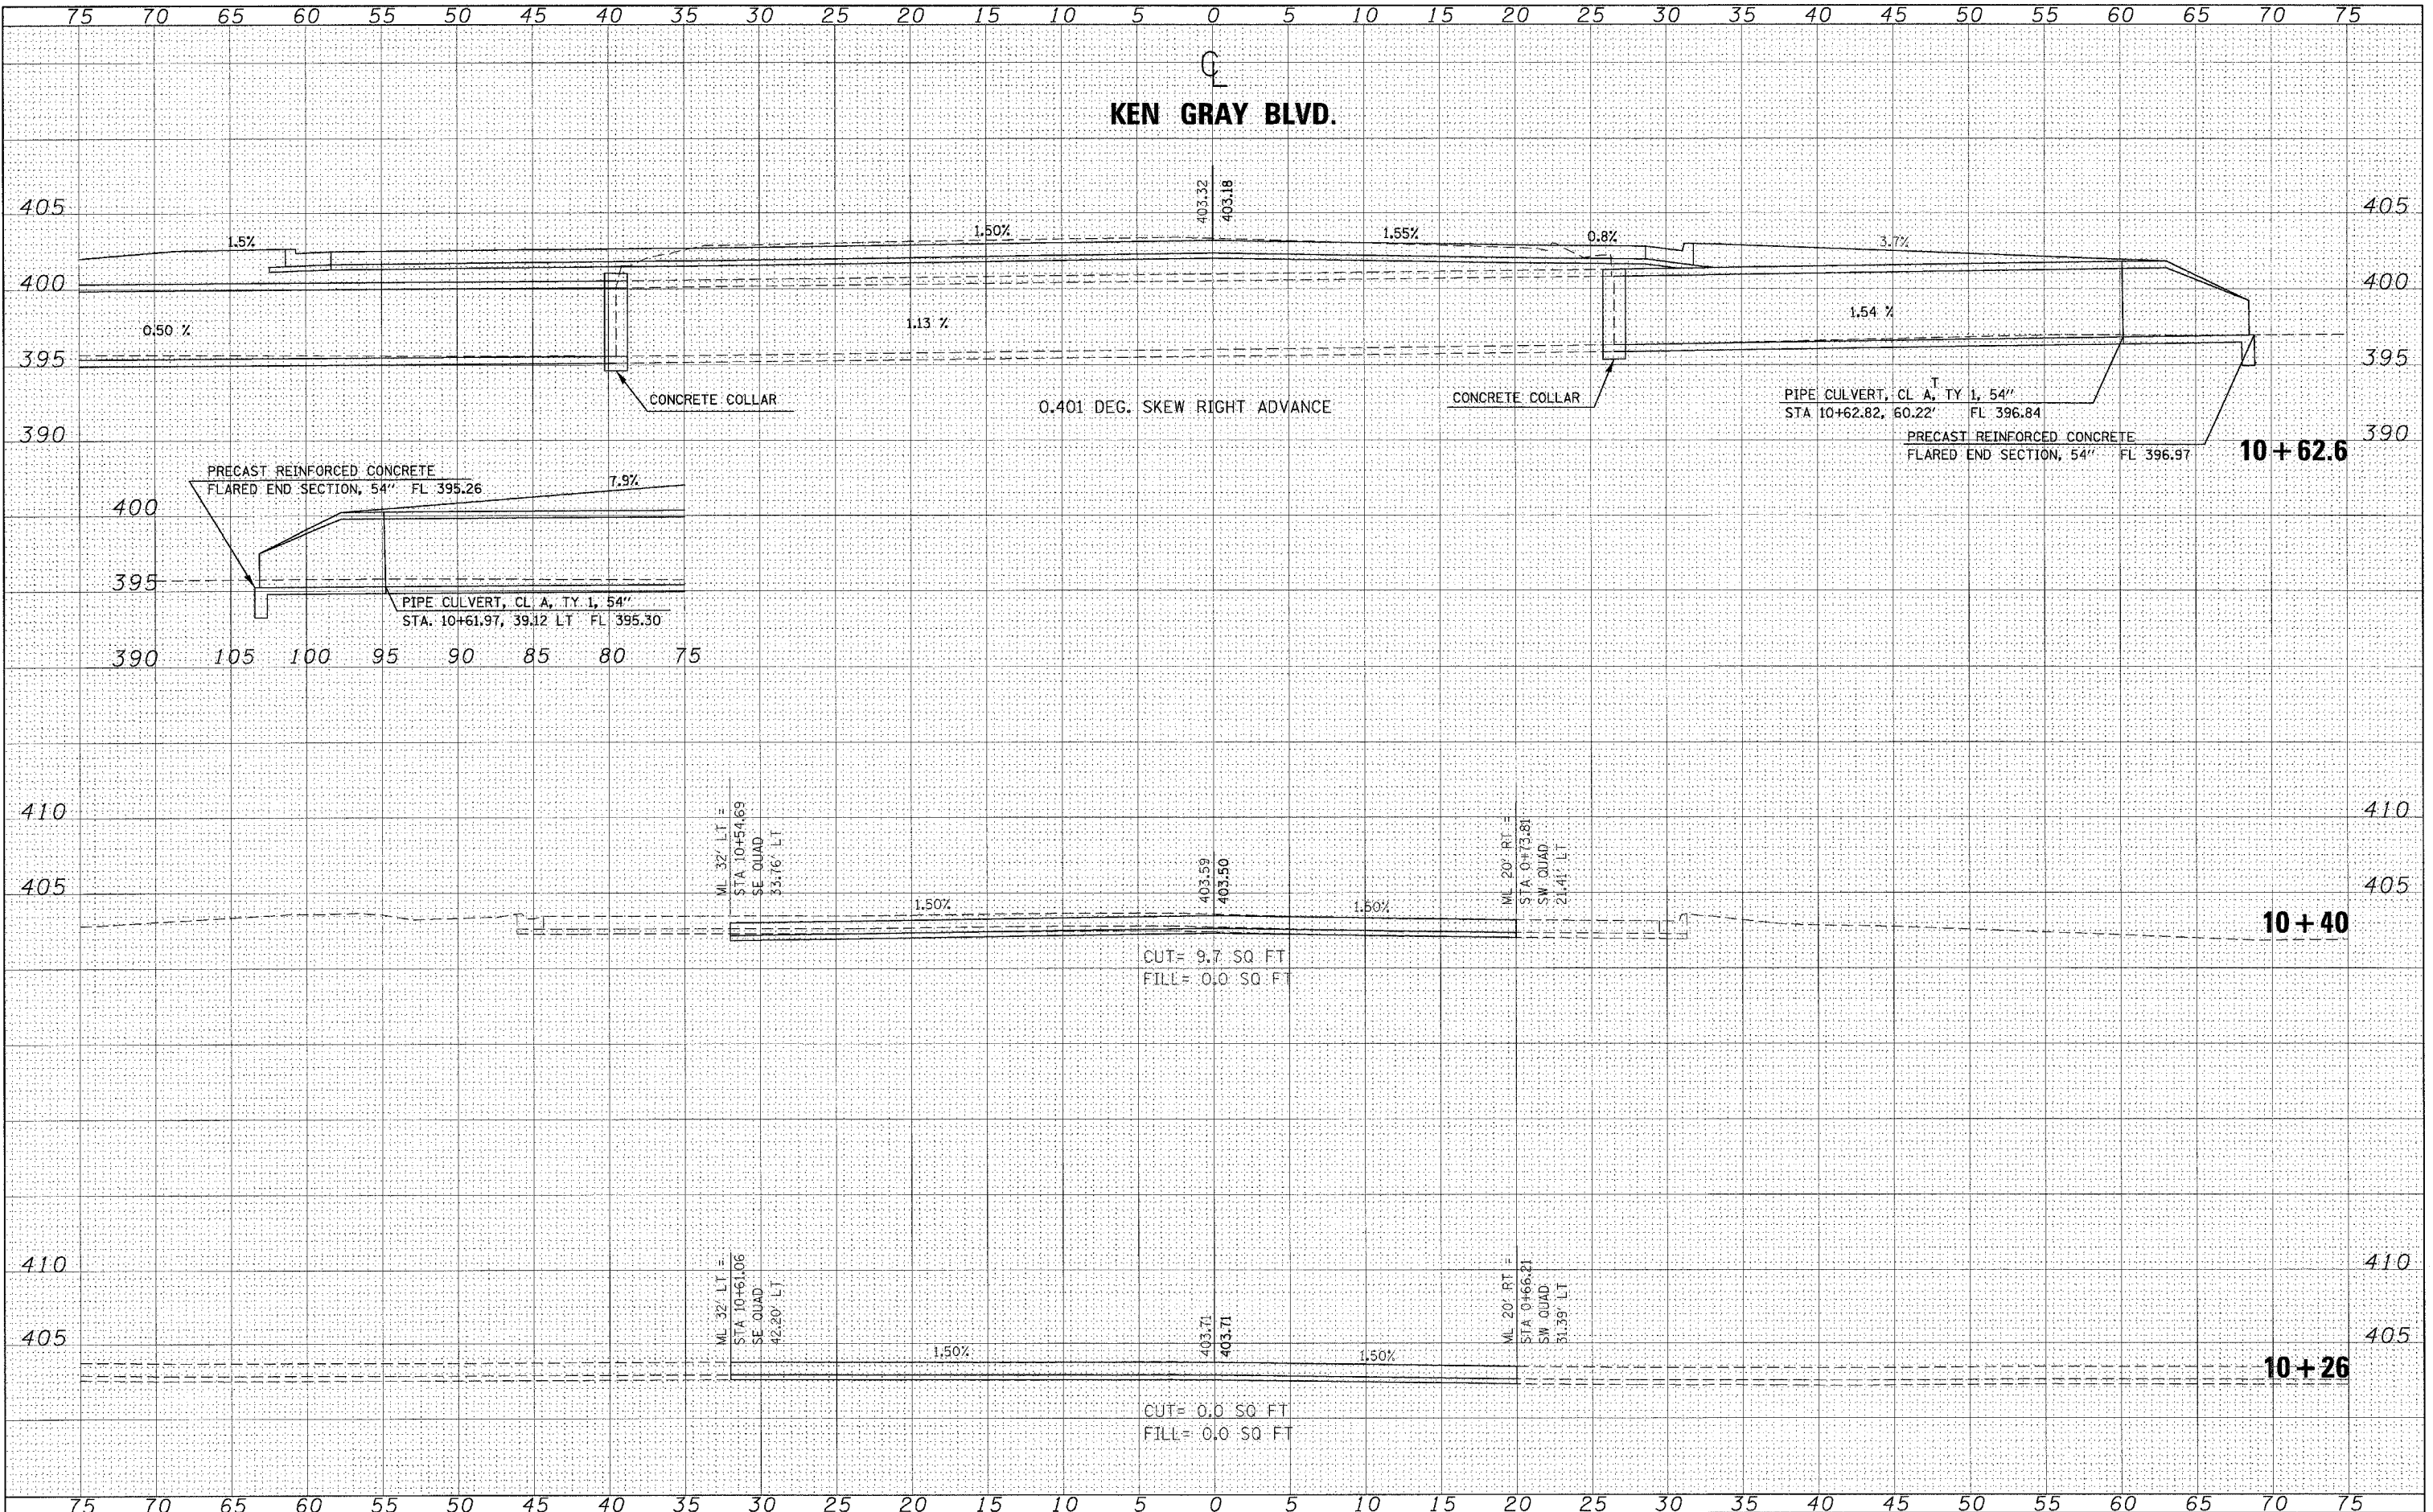 75 70 65 60 55 50 45 40 35 30 25 20 15 10 5 0 5 10 15 20 25 30 35 40 45 50 55 60 65 70 75
CL
KEN GRAY BLVD.
403.32
403.18
405
405
1.5%
1.50%
1.55%
0.8%
3.7%
400
400
0.50 %
1.13 %
1.54 %
395
395
CONCRETE COLLAR
0.401 DEG. SKEW RIGHT ADVANCE
CONCRETE COLLAR
T
PIPE CULVERT, CL A, TY 1, 54"
STA 10+62.82, 60.22' FL 396.84
390
390
PRECAST REINFORCED CONCRETE
FLARED END SECTION, 54" FL 396.97
10+62.6
PRECAST REINFORCED CONCRETE
FLARED END SECTION, 54" FL 395.26
7.9%
400
395
PIPE CULVERT, CL A, TY 1, 54"
STA. 10+61.97, 39.12 LT FL 395.30
390 105 100 95 90 85 80 75
410
410
ML 32' LT =
STA 10+54.69
SE QUAD
33.76' LT
403.59
403.50
ML 20' RT =
STA 0+73.81
SW QUAD
21.41' LT
405
405
1.50%
1.50%
10+40
CUT= 9.7 SQ FT
FILL= 0.0 SQ FT
410
410
ML 32' LT =
STA 10+61.06
SE QUAD
42.20' LT
403.71
403.71
ML 20' RT =
STA 0+66.21
SW QUAD
31.39' LT
405
405
1.50%
1.50%
10+26
CUT= 0.0 SQ FT
FILL= 0.0 SQ FT
75 70 65 60 55 50 45 40 35 30 25 20 15 10 5 0 5 10 15 20 25 30 35 40 45 50 55 60 65 70 75